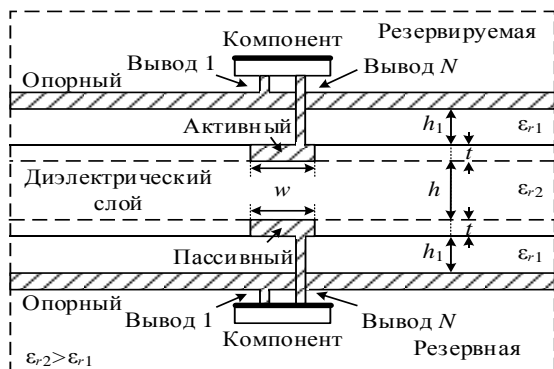 Резервируемая
Компонент
Вывод 1
Вывод N
Опорный
Активный
h₁
εr1
t
Диэлектрический
слой
w
h
εr2
t
Пассивный
h₁
εr1
Опорный
Вывод 1
Вывод N
Компонент
Резервная
εr2>εr1